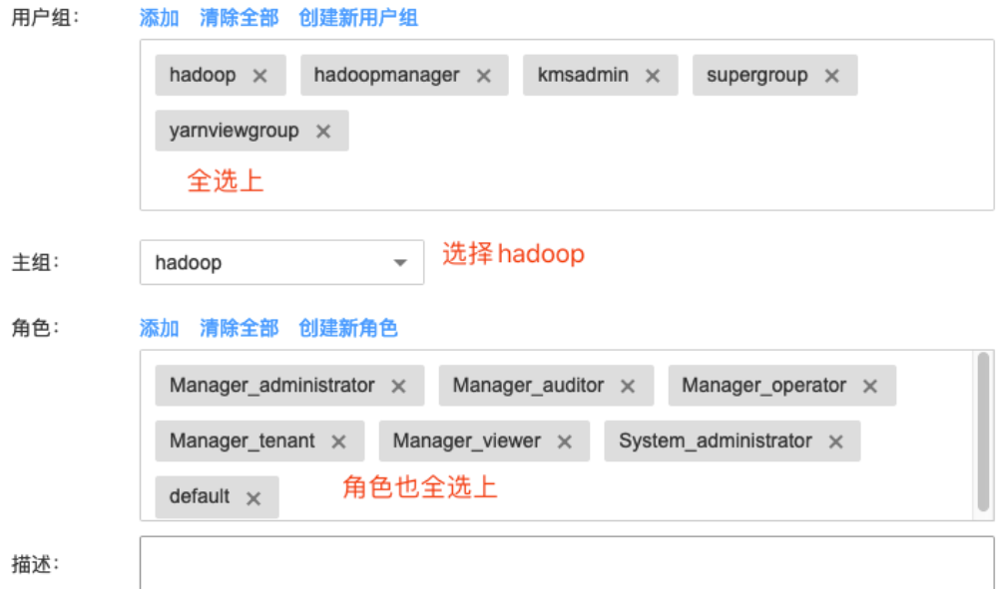 用户组： 添加 清除全部 创建新用户组
hadoop × hadoopmanager × kmsadmin × supergroup ×
yarnviewgroup ×
全选上
主组： hadoop 选择hadoop
角色： 添加 清除全部 创建新角色
Manager_administrator × Manager_auditor × Manager_operator ×
Manager_tenant × Manager_viewer × System_administrator ×
default × 角色也全选上
描述：